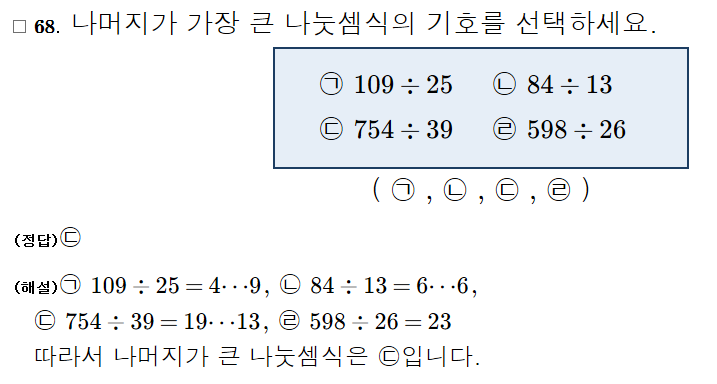 □ 68. 나머지가 가장 큰 나눗셈식의 기호를 선택하세요.
㉠ 109÷25 ㉡ 84÷13
㉢ 754÷39 ㉣ 598÷26
( ㉠ , ㉡ , ㉢ , ㉣ )
(정답)㉢
(해설)㉠ 109÷25=4⋯9, ㉡ 84÷13=6⋯6,
㉢ 754÷39=19⋯13, ㉣ 598÷26=23
따라서 나머지가 큰 나눗셈식은 ㉢입니다.